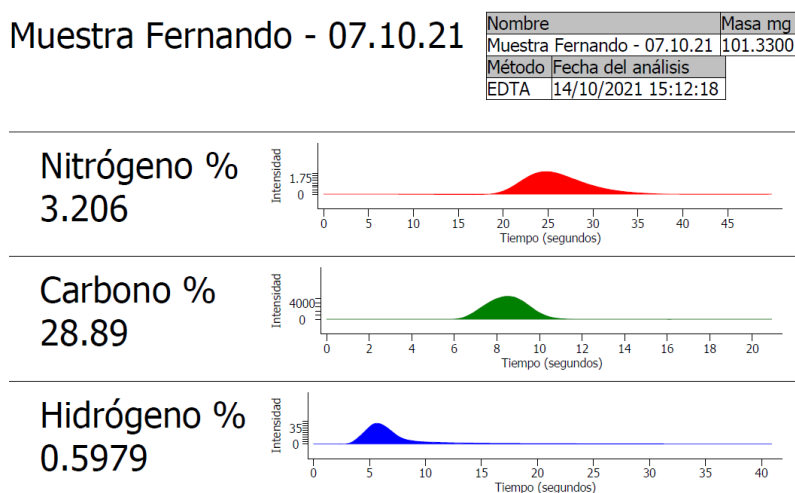 Muestra Fernando - 07.10.21
Nombre Masa mg
Muestra Fernando - 07.10.21 101.3300
Método Fecha del análisis
EDTA 14/10/2021 15:12:18
Nitrógeno %
3.206
Intensidad
1.75
0
0 5 10 15 20 25 30 35 40 45
Tiempo (segundos)
Carbono %
28.89
Intensidad
4000
0
0 2 4 6 8 10 12 14 16 18 20
Tiempo (segundos)
Hidrógeno %
0.5979
Intensidad
35
0
0 5 10 15 20 25 30 35 40
Tiempo (segundos)